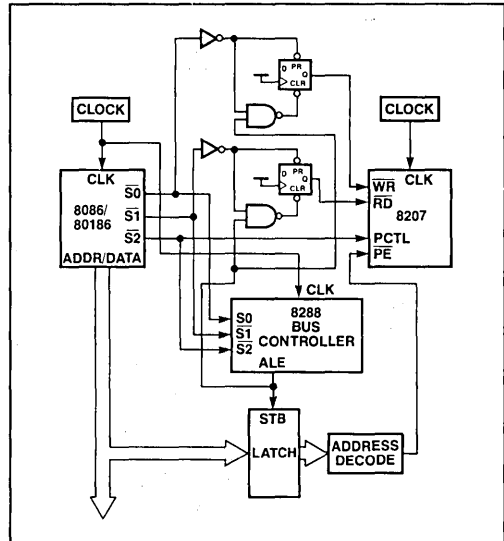 D PR Q
CLR
CLOCK
CLOCK
D PR Q
CLR
CLK
8086/
80186
S0
S1
S2
ADDR/DATA
CLK
WR
RD
8207
PCTL
PE
CLK
S0
S1
S2
8288
BUS
CONTROLLER
ALE
STB
LATCH
ADDRESS
DECODE